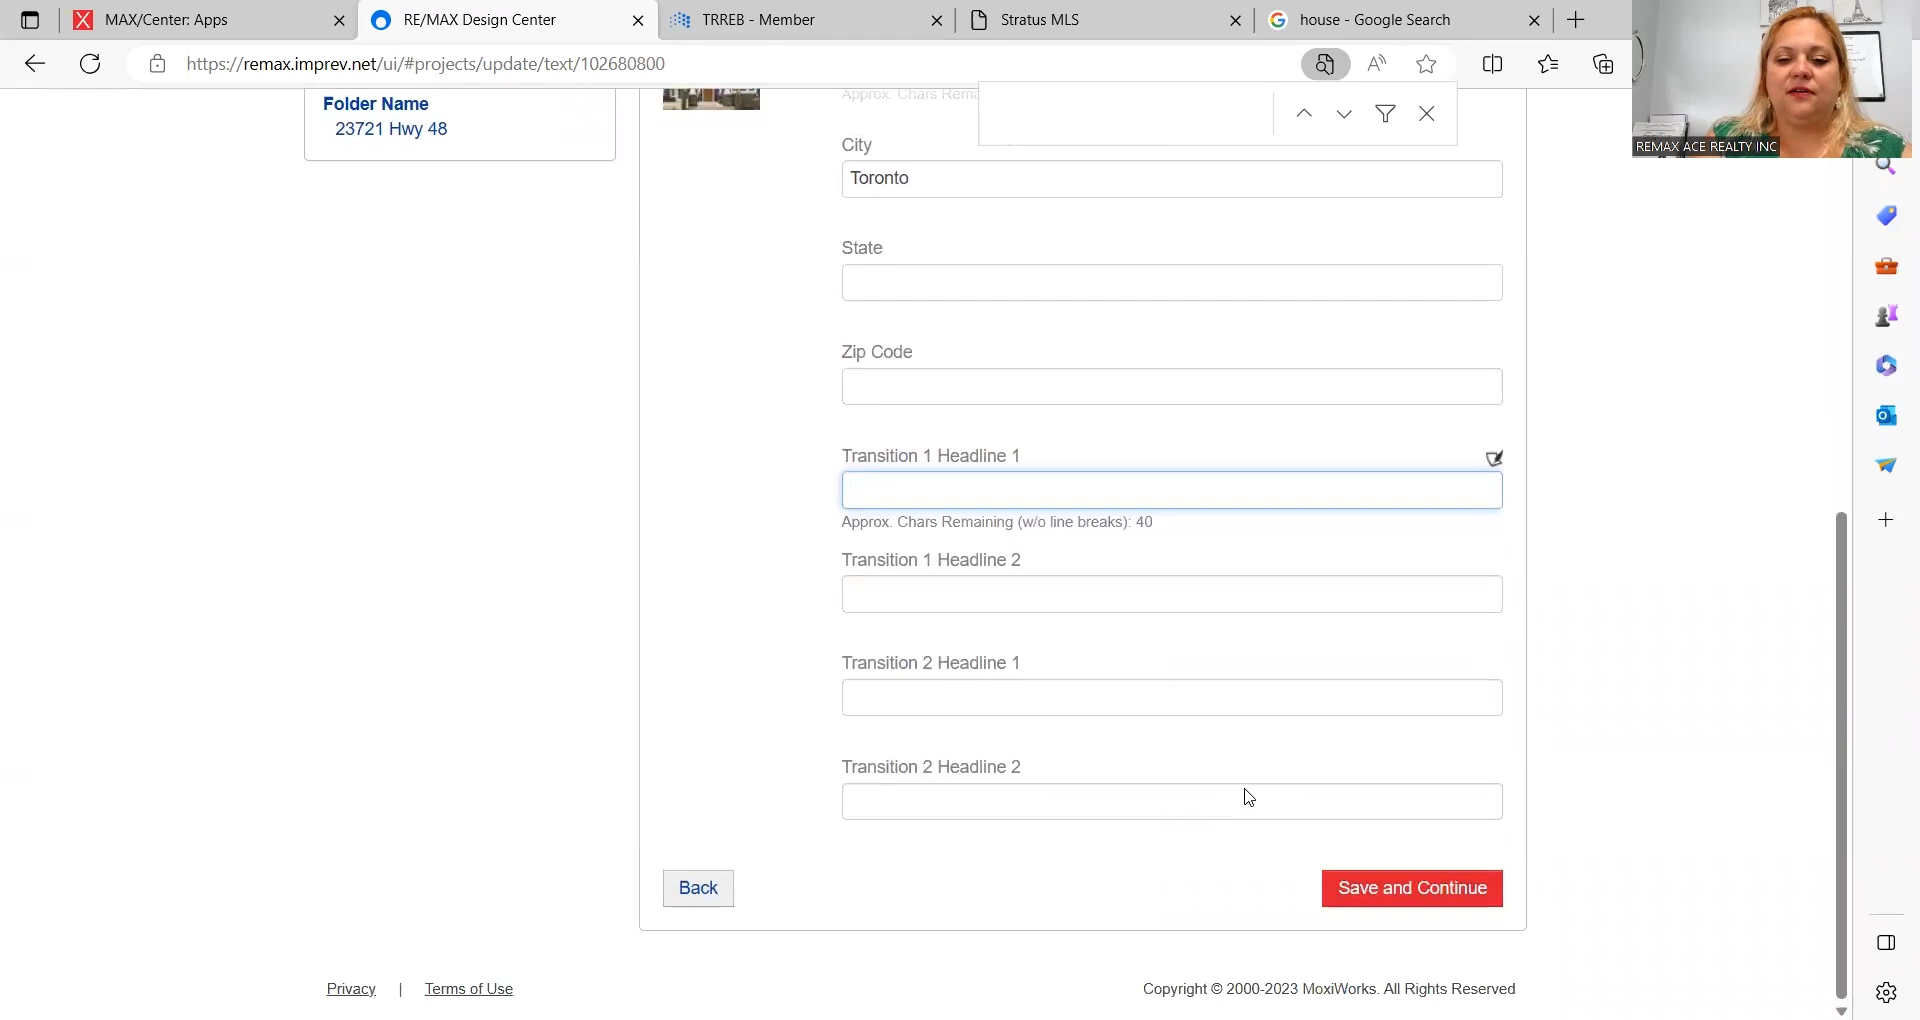 MAX/Center: Apps
RE/MAX Design Center
TRREB - Member
Stratus MLS
house - Google Search
https://remax.imprev.net/ui/#projects/update/text/102680800
REMAX ACE REALTY INC
Folder Name
23721 Hwy 48
Approx. Chars Rema
City
Toronto
State
Zip Code
Transition 1 Headline 1
Approx. Chars Remaining (w/o line breaks): 40
Transition 1 Headline 2
Transition 2 Headline 1
Transition 2 Headline 2
Back
Save and Continue
Privacy | Terms of Use
Copyright © 2000-2023 MoxiWorks. All Rights Reserved